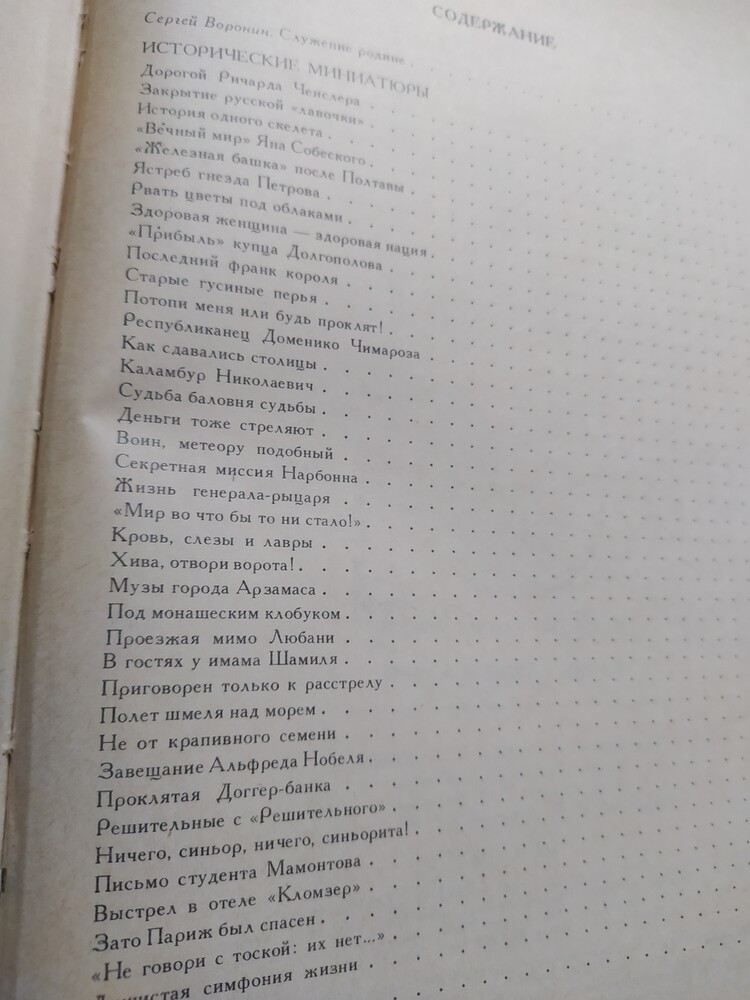 СОДЕРЖАНИЕ
Сергей Воронин. Служение родине
ИСТОРИЧЕСКИЕ МИНИАТЮРЫ
Дорогой Ричарда Ченслера
Закрытие русской «лавочки»
История одного скелета
«Вечный мир» Яна Собеского
«Железная башка» после Полтавы
Ястреб гнезда Петрова
Рвать цветы под облаками
Здоровая женщина — здоровая нация
«Прибыль» купца Долгополова
Последний франк короля
Старые гусиные перья
Потопи меня или будь проклят!
Республиканец Доменико Чимароза
Как сдавались столицы
Каламбур Николаевич
Судьба баловня судьбы
Деньги тоже стреляют
Воин, метеору подобный
Секретная миссия Нарбонна
Жизнь генерала-рыцаря
«Мир во что бы то ни стало!»
Кровь, слезы и лавры
Хива, отвори ворота!
Музы города Арзамаса
Под монашеским клобуком
Проезжая мимо Любани
В гостях у имама Шамиля
Приговорен только к расстрелу
Полет шмеля над морем
Не от крапивного семени
Завещание Альфреда Нобеля
Проклятая Доггер-банка
Решительные с «Решительного»
Ничего, синьор, ничего, синьорита!
Письмо студента Мамонтова
Выстрел в отеле «Кломзер»
Зато Париж был спасен
«Не говори с тоской: их нет...»
симфония жизни